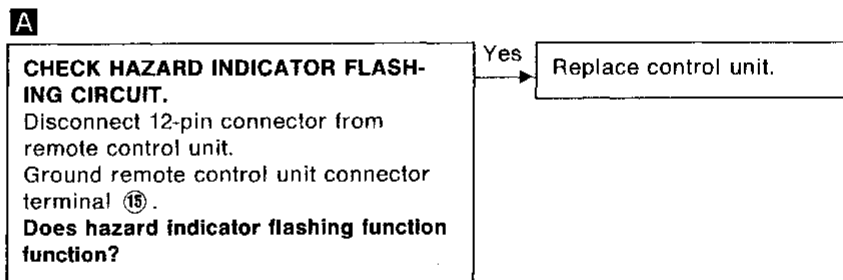 A
CHECK HAZARD INDICATOR FLASH-
ING CIRCUIT.
Disconnect 12-pin connector from
remote control unit.
Ground remote control unit connector
terminal ⑮.
Does hazard indicator flashing function
function?
Yes
Replace control unit.